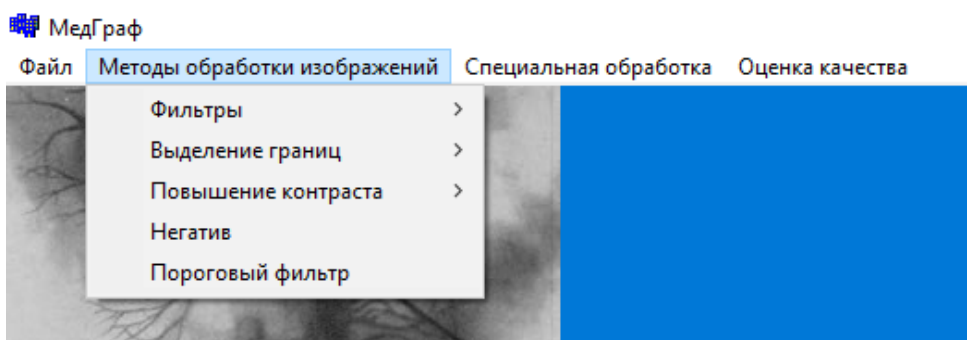 МедГраф
Файл Методы обработки изображений Специальная обработка Оценка качества
Фильтры
Выделение границ
Повышение контраста
Негатив
Пороговый фильтр